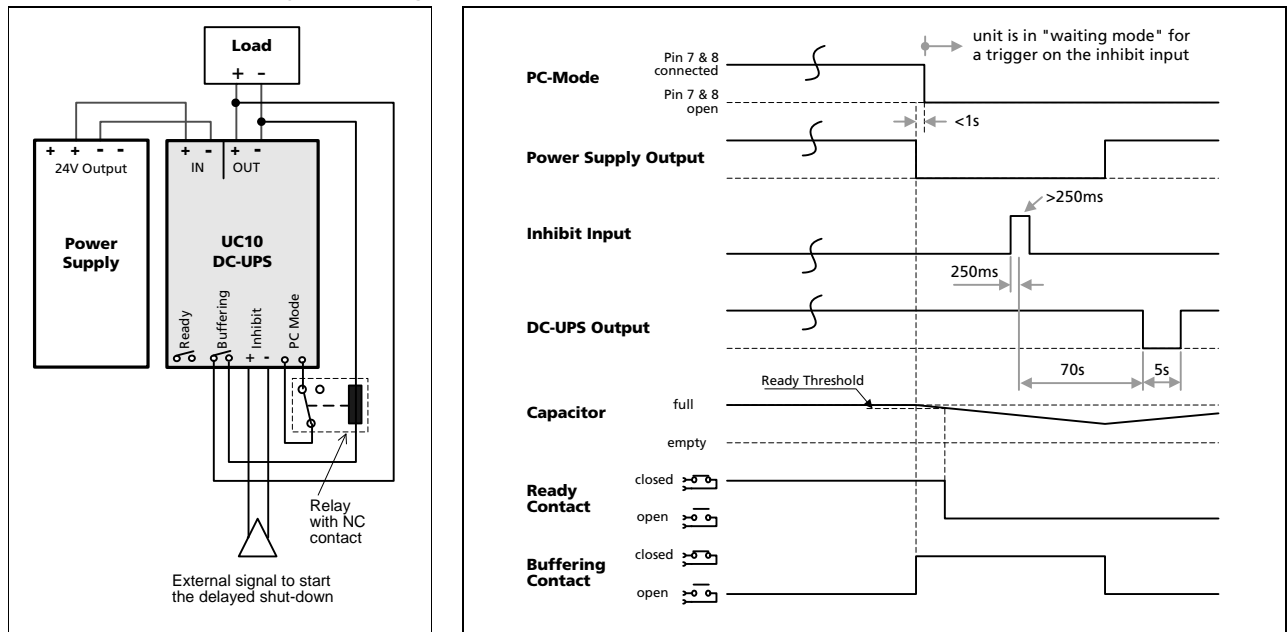 Load
+ -
+ + - -
24V Output
Power
Supply
+ - + -
IN OUT
UC10
DC-UPS
Ready
Buffering
Inhibit
PC Mode
+ -
Relay
with NC
contact
External signal to start
the delayed shut-down
unit is in "waiting mode" for
a trigger on the inhibit input
PC-Mode
Pin 7 & 8
connected
Pin 7 & 8
open
<1s
Power Supply Output
>250ms
Inhibit Input
250ms
DC-UPS Output
70s
5s
Ready Threshold
Capacitor
full
empty
Ready
Contact
closed
open
Buffering
Contact
closed
open